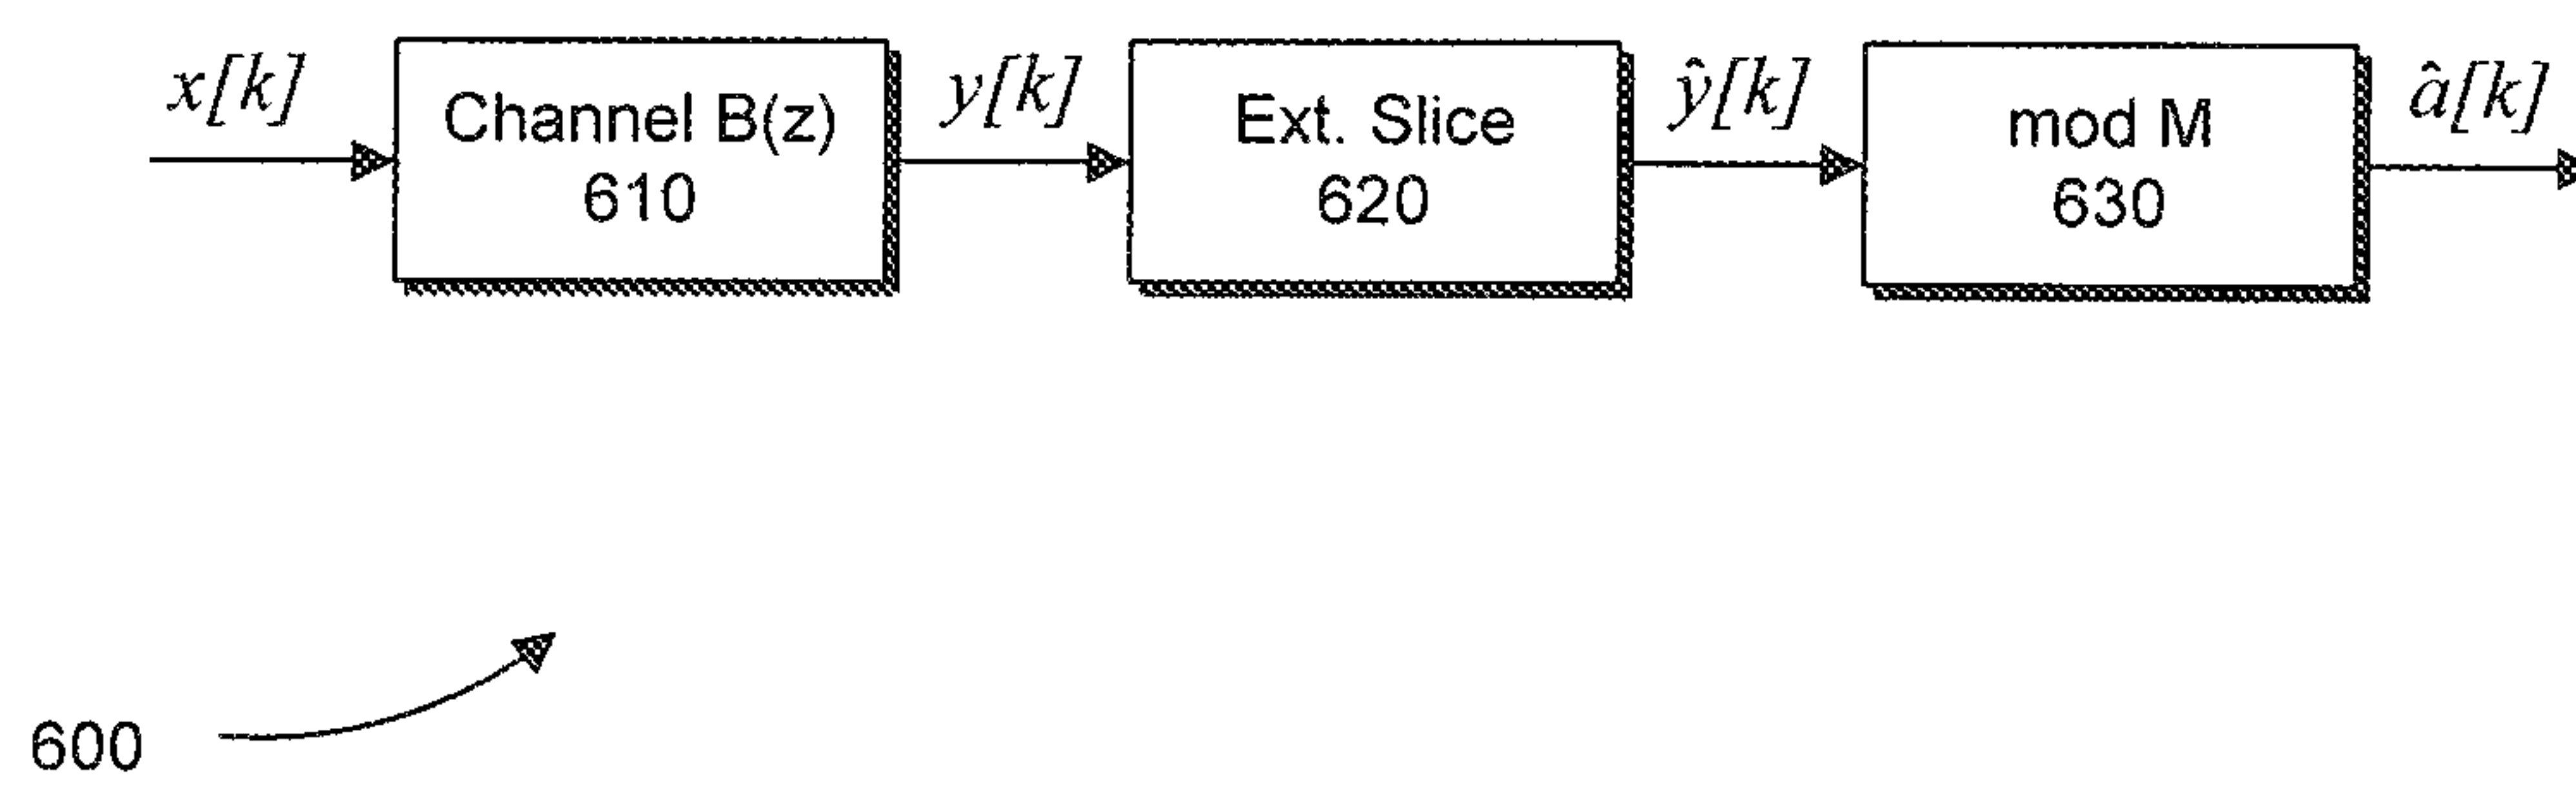 x[k]
Channel B(z)
610
y[k]
Ext. Slice
620
ŷ[k]
mod M
630
â[k]
600